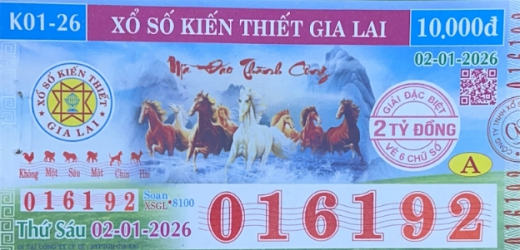 K01-26
XỔ SỐ KIẾN THIẾT GIA LAI
10,000đ
02-01-2026
Mã Đáo Thành Công
XỔ SỐ KIẾN THIẾT
GIA LAI
GIẢI ĐẶC BIỆT
2 TỶ ĐỒNG
VÉ 6 CHỮ SỐ
A
Không Một Sáu Mặt Chín Hai
016192
Soạn
XSGL 8100
016192
Thứ Sáu 02-01-2026